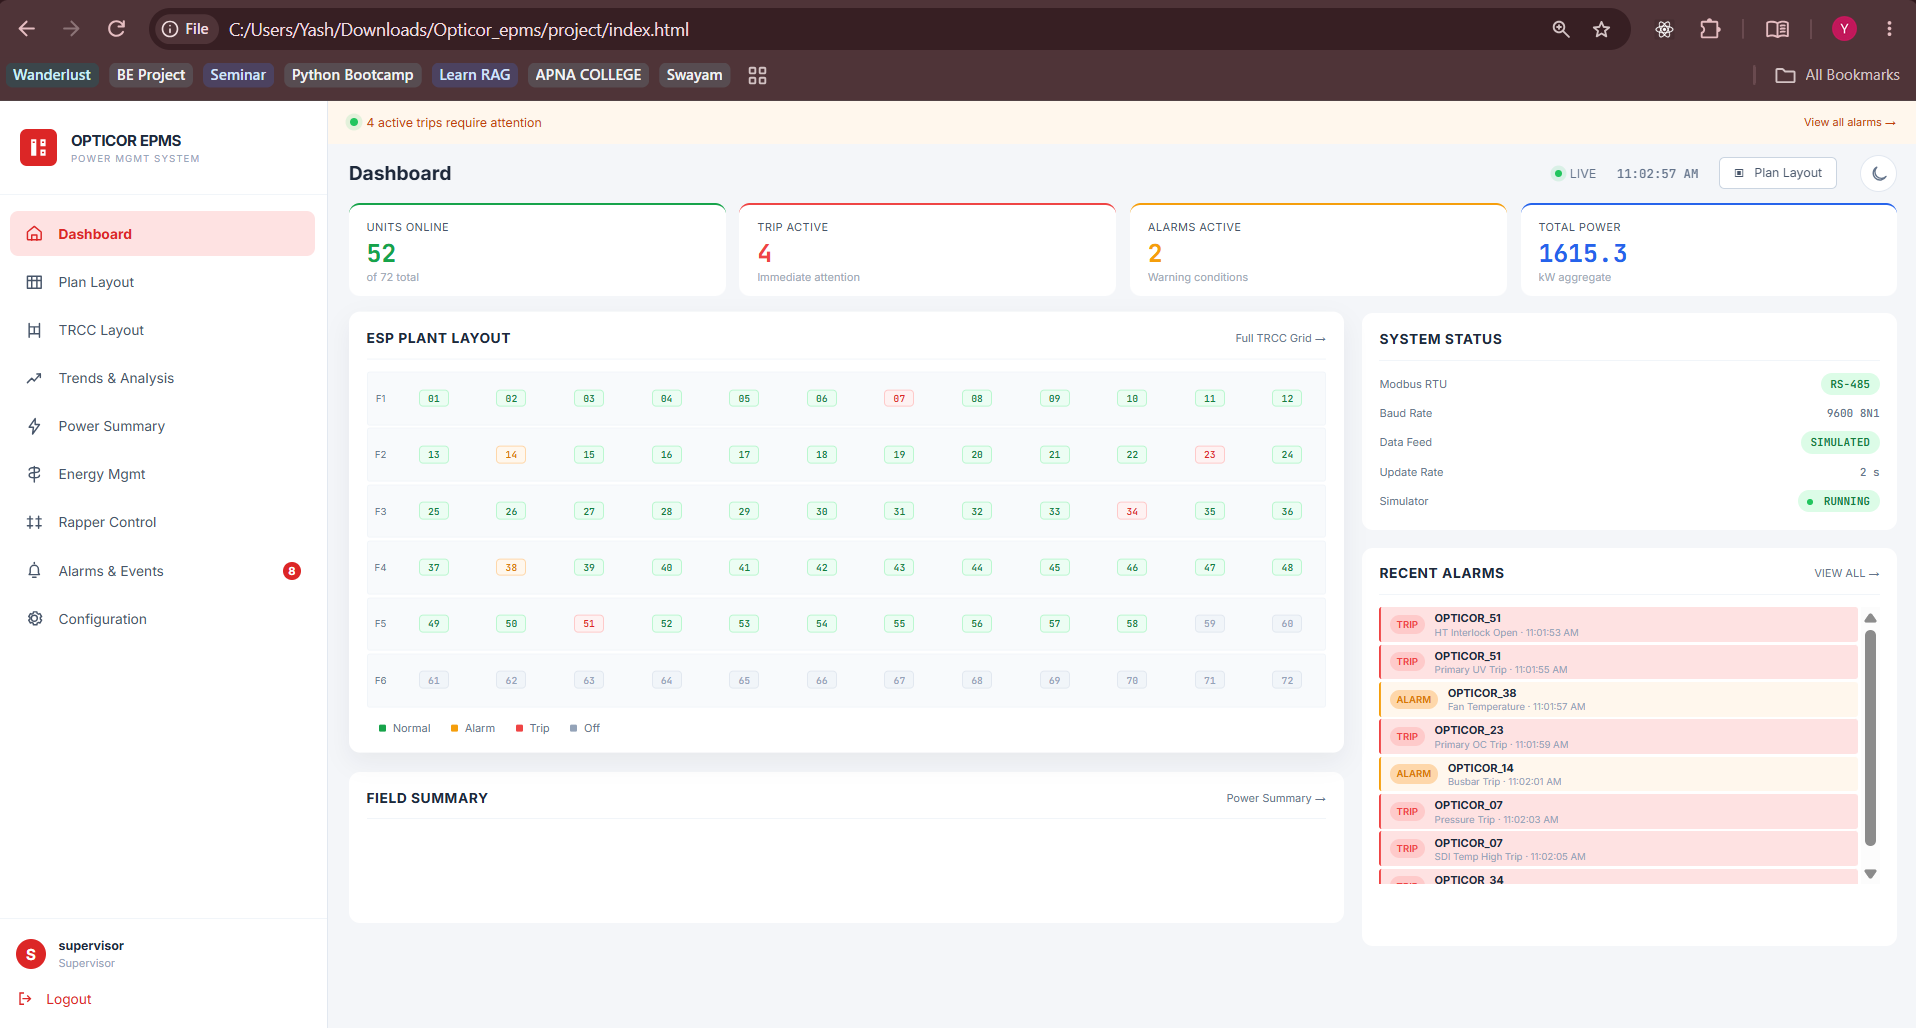 File C:/Users/Yash/Downloads/Opticor_epms/project/index.html Y
Wanderlust BE Project Seminar Python Bootcamp Learn RAG APNA COLLEGE Swayam All Bookmarks
OPTICOR EPMS
POWER MGMT SYSTEM
Dashboard
Plan Layout
TRCC Layout
Trends & Analysis
Power Summary
Energy Mgmt
Rapper Control
Alarms & Events 8
Configuration
S supervisor
Supervisor
Logout
4 active trips require attention View all alarms →
Dashboard LIVE 11:02:57 AM Plan Layout
UNITS ONLINE
52
of 72 total
TRIP ACTIVE
4
Immediate attention
ALARMS ACTIVE
2
Warning conditions
TOTAL POWER
1615.3
kW aggregate
ESP PLANT LAYOUT Full TRCC Grid →
F1 01 02 03 04 05 06 07 08 09 10 11 12
F2 13 14 15 16 17 18 19 20 21 22 23 24
F3 25 26 27 28 29 30 31 32 33 34 35 36
F4 37 38 39 40 41 42 43 44 45 46 47 48
F5 49 50 51 52 53 54 55 56 57 58 59 60
F6 61 62 63 64 65 66 67 68 69 70 71 72
Normal Alarm Trip Off
FIELD SUMMARY Power Summary →
SYSTEM STATUS
Modbus RTU RS-485
Baud Rate 9600 8N1
Data Feed SIMULATED
Update Rate 2 s
Simulator RUNNING
RECENT ALARMS VIEW ALL →
TRIP OPTICOR_51
HT Interlock Open · 11:01:53 AM
TRIP OPTICOR_51
Primary UV Trip · 11:01:55 AM
ALARM OPTICOR_38
Fan Temperature · 11:01:57 AM
TRIP OPTICOR_23
Primary OC Trip · 11:01:59 AM
ALARM OPTICOR_14
Busbar Trip · 11:02:01 AM
TRIP OPTICOR_07
Pressure Trip · 11:02:03 AM
TRIP OPTICOR_07
SDI Temp High Trip · 11:02:05 AM
OPTICOR_34